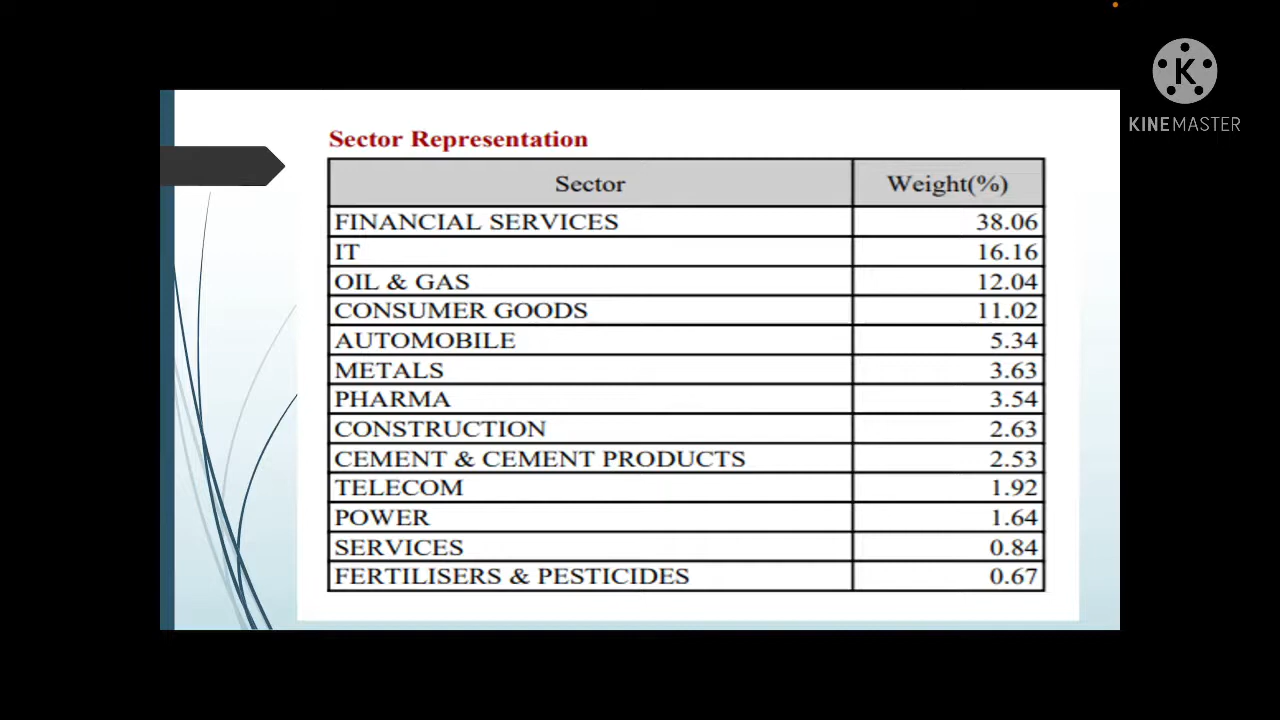 K
KINEMASTER
Sector Representation
Sector Weight(%)
FINANCIAL SERVICES 38.06
IT 16.16
OIL & GAS 12.04
CONSUMER GOODS 11.02
AUTOMOBILE 5.34
METALS 3.63
PHARMA 3.54
CONSTRUCTION 2.63
CEMENT & CEMENT PRODUCTS 2.53
TELECOM 1.92
POWER 1.64
SERVICES 0.84
FERTILISERS & PESTICIDES 0.67